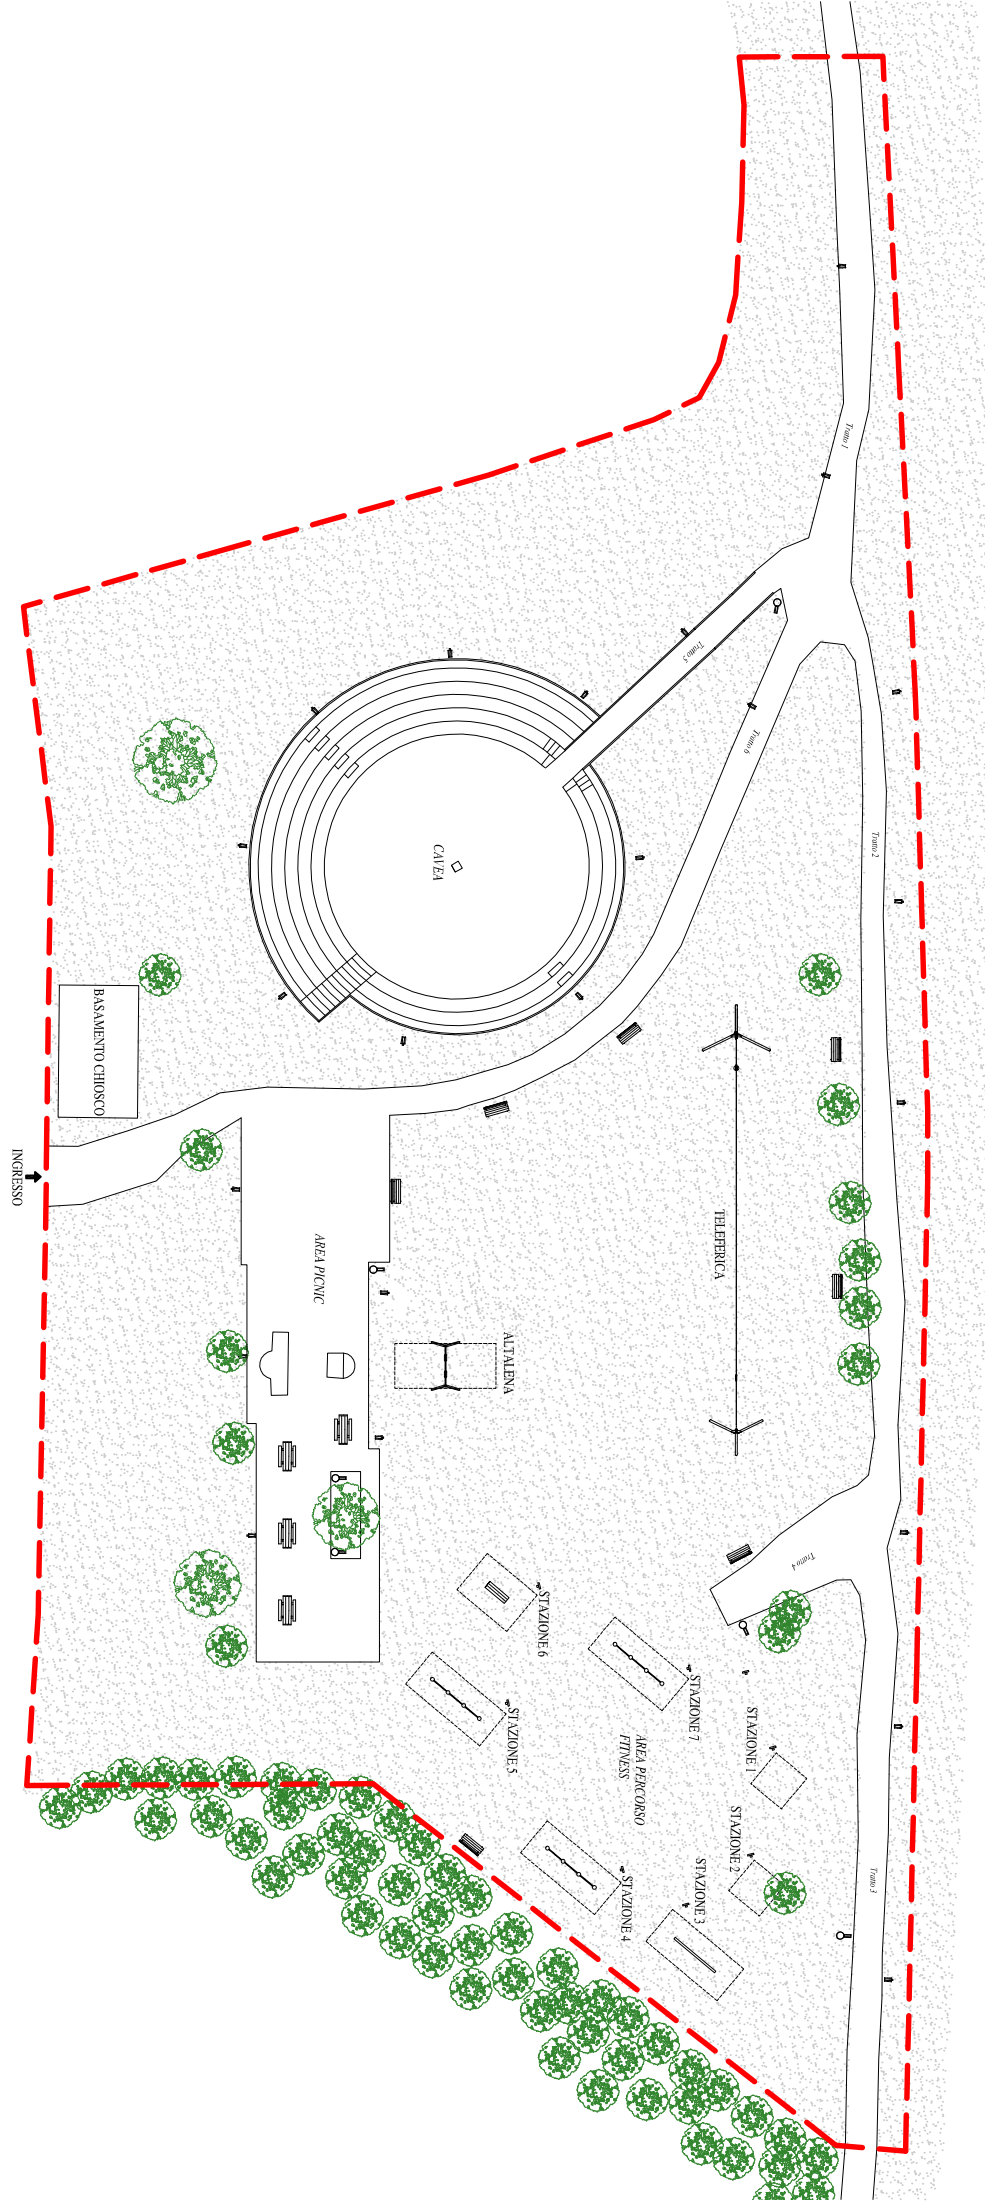 Tratto 1
Tratto 5
Tratto 6
Tratto 2
CAVEA
BASAMENTO CHIOSCO
INGRESSO
TELEFERICA
AREA PICNIC
ALTALENA
Tratto 4
STAZIONE 6
STAZIONE 7
STAZIONE 5
STAZIONE 1
AREA PERCORSO
FITNESS
STAZIONE 2
STAZIONE 3
STAZIONE 4
Tratto 3